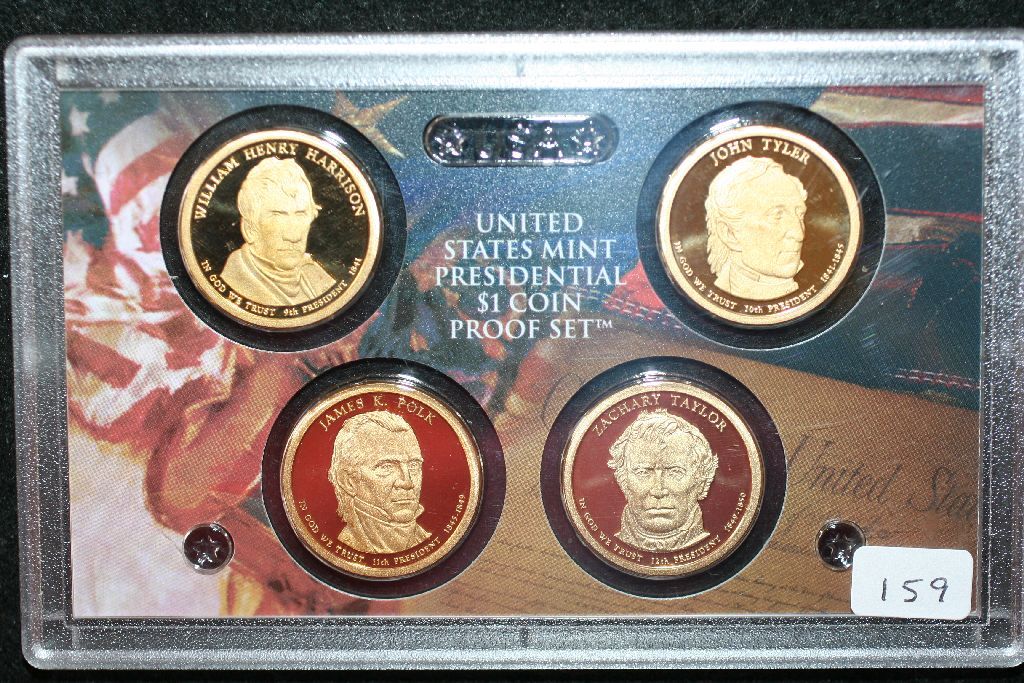 USA
UNITED
STATES MINT
PRESIDENTIAL
$1 COIN
PROOF SET™
WILLIAM HENRY HARRISON
IN GOD WE TRUST 9th PRESIDENT 1841
JOHN TYLER
IN GOD WE TRUST 10th PRESIDENT 1841-1845
JAMES K. POLK
IN GOD WE TRUST 11th PRESIDENT 1845-1849
ZACHARY TAYLOR
IN GOD WE TRUST 12th PRESIDENT 1849-1850
United
159